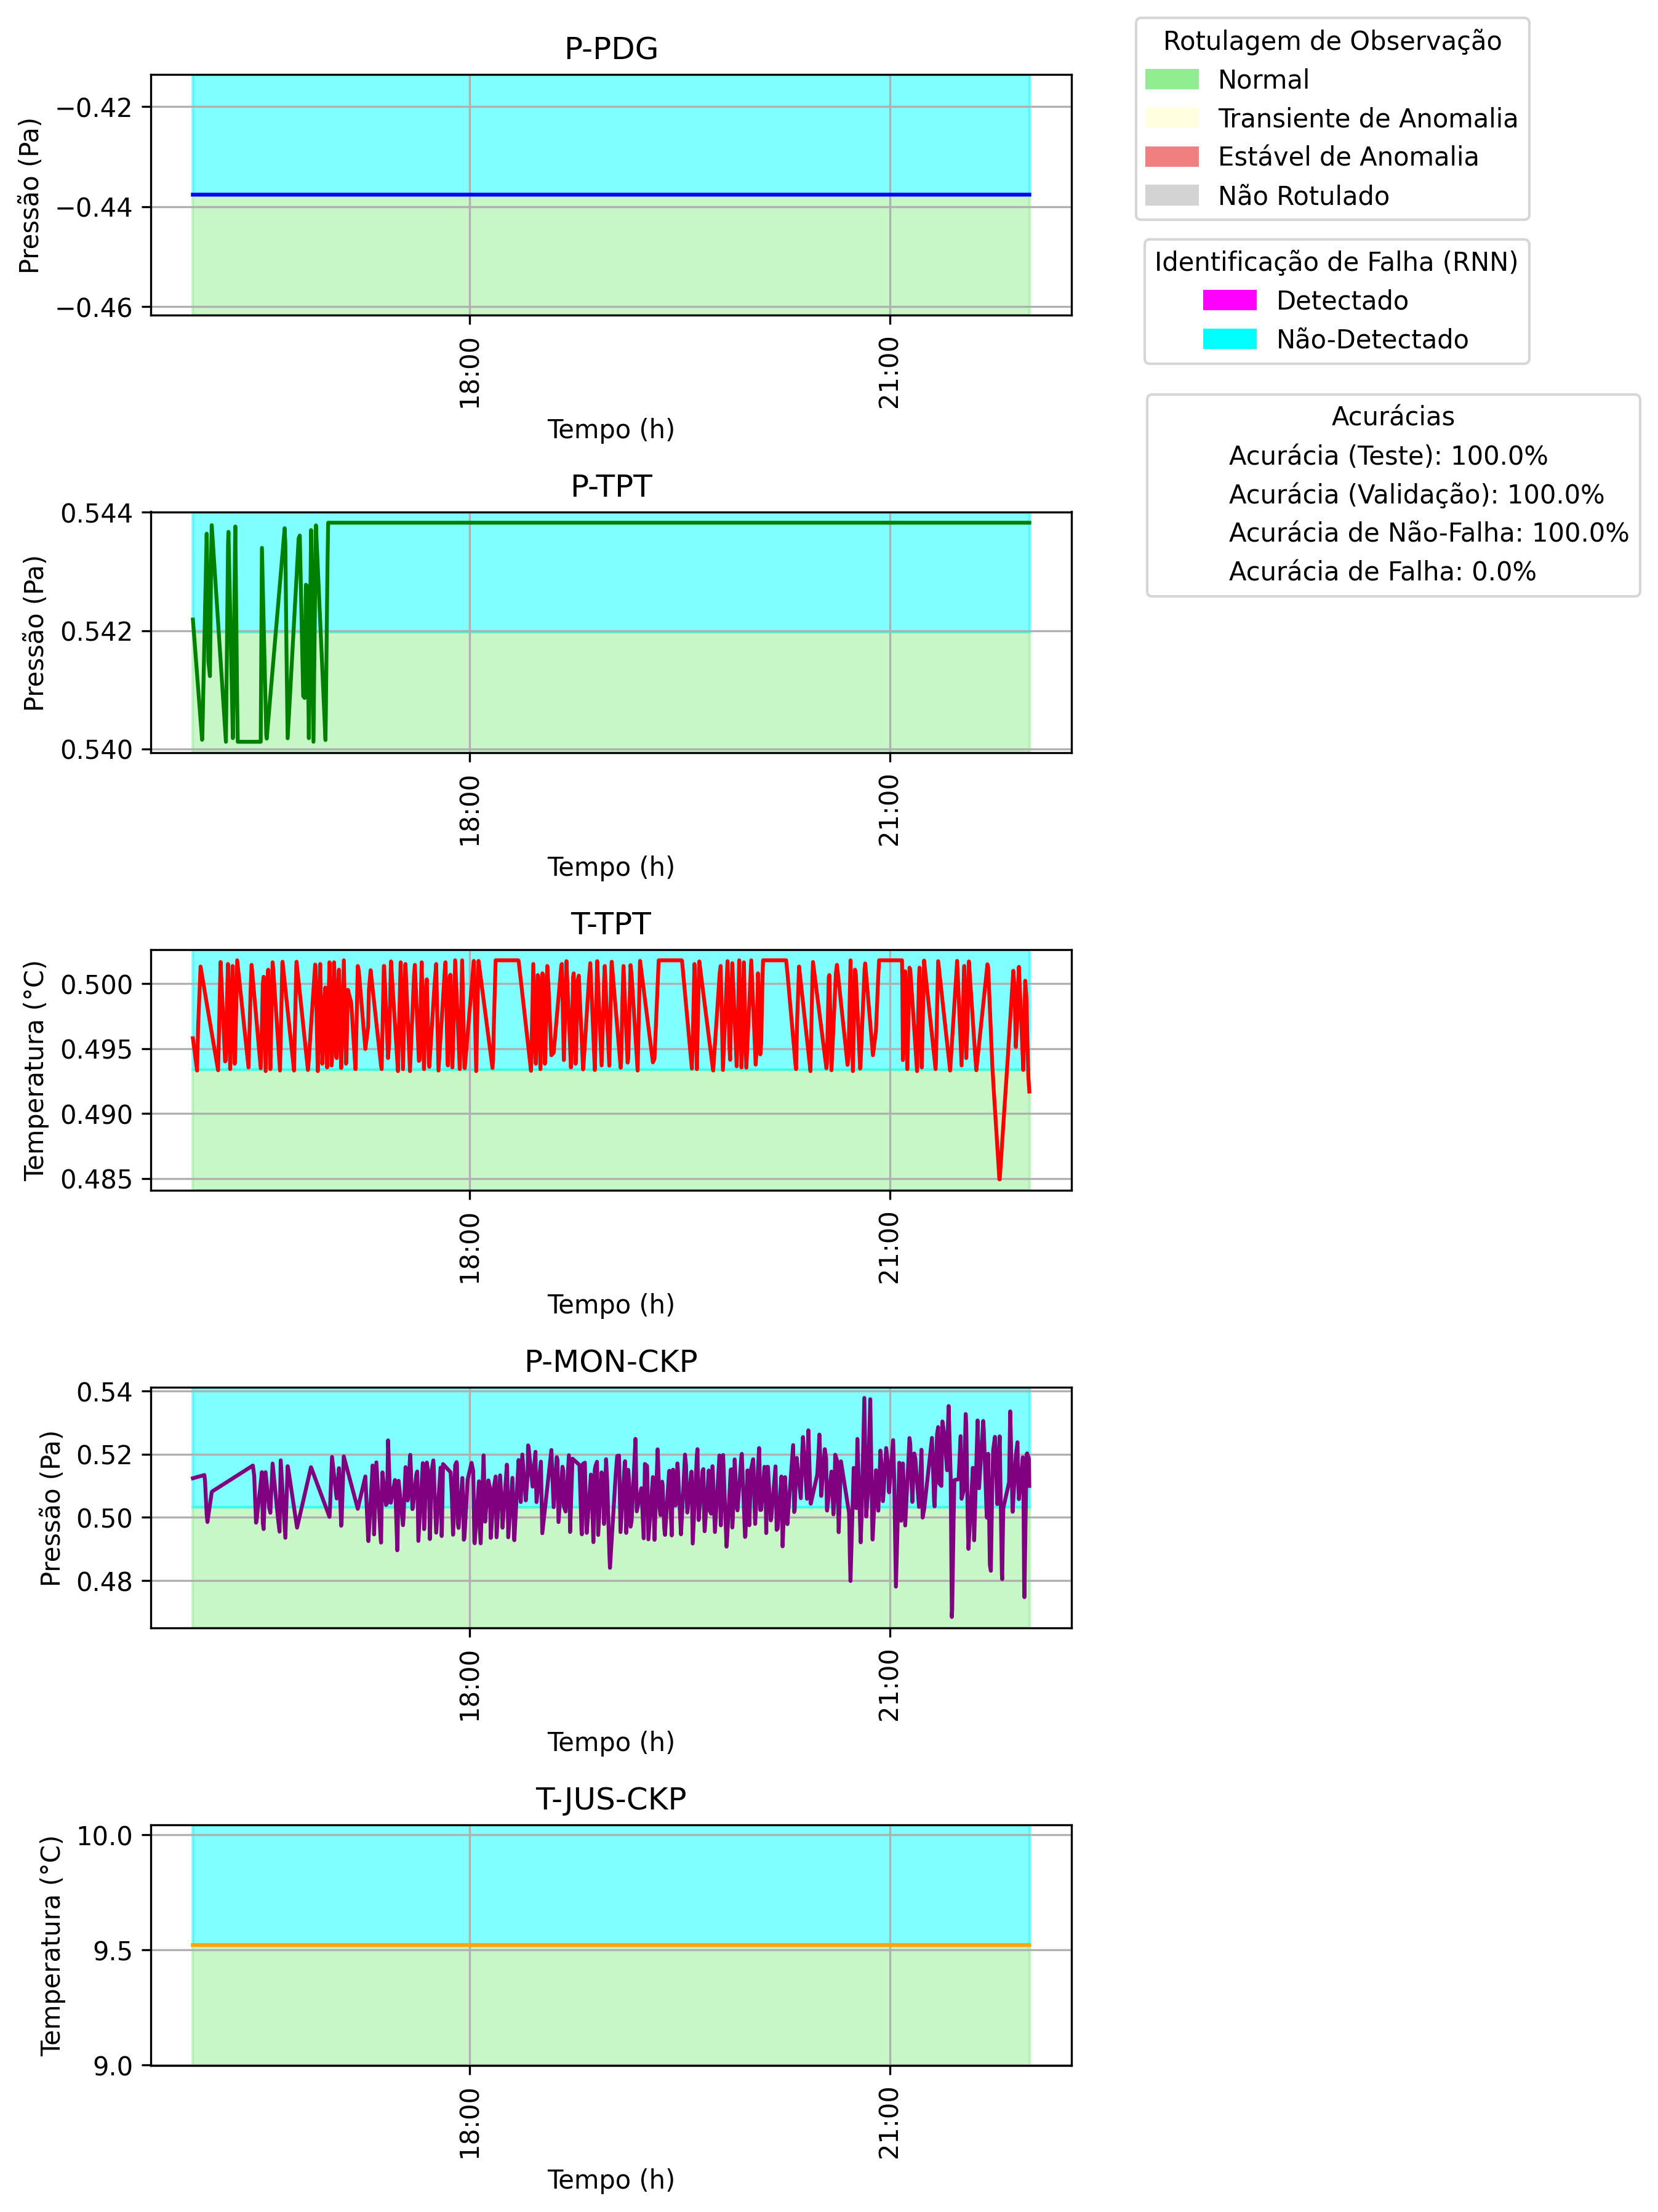 P-PDG
Pressão (Pa)
−0.42
−0.44
−0.46
18:00
21:00
Tempo (h)
Rotulagem de Observação
Normal
Transiente de Anomalia
Estável de Anomalia
Não Rotulado
Identificação de Falha (RNN)
Detectado
Não-Detectado
Acurácias
Acurácia (Teste): 100.0%
Acurácia (Validação): 100.0%
Acurácia de Não-Falha: 100.0%
Acurácia de Falha: 0.0%
P-TPT
Pressão (Pa)
0.544
0.542
0.540
18:00
21:00
Tempo (h)
T-TPT
Temperatura (°C)
0.500
0.495
0.490
0.485
18:00
21:00
Tempo (h)
P-MON-CKP
Pressão (Pa)
0.54
0.52
0.50
0.48
18:00
21:00
Tempo (h)
T-JUS-CKP
Temperatura (°C)
10.0
9.5
9.0
18:00
21:00
Tempo (h)